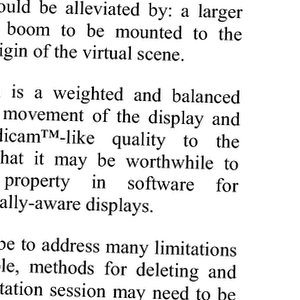 ould be alleviated by: a larger
boom to be mounted to the
igin of the virtual scene.
is a weighted and balanced
movement of the display and
dicam™-like quality to the
hat it may be worthwhile to
property in software for
ally-aware displays.
be to address many limitations
le, methods for deleting and
tation session may need to be